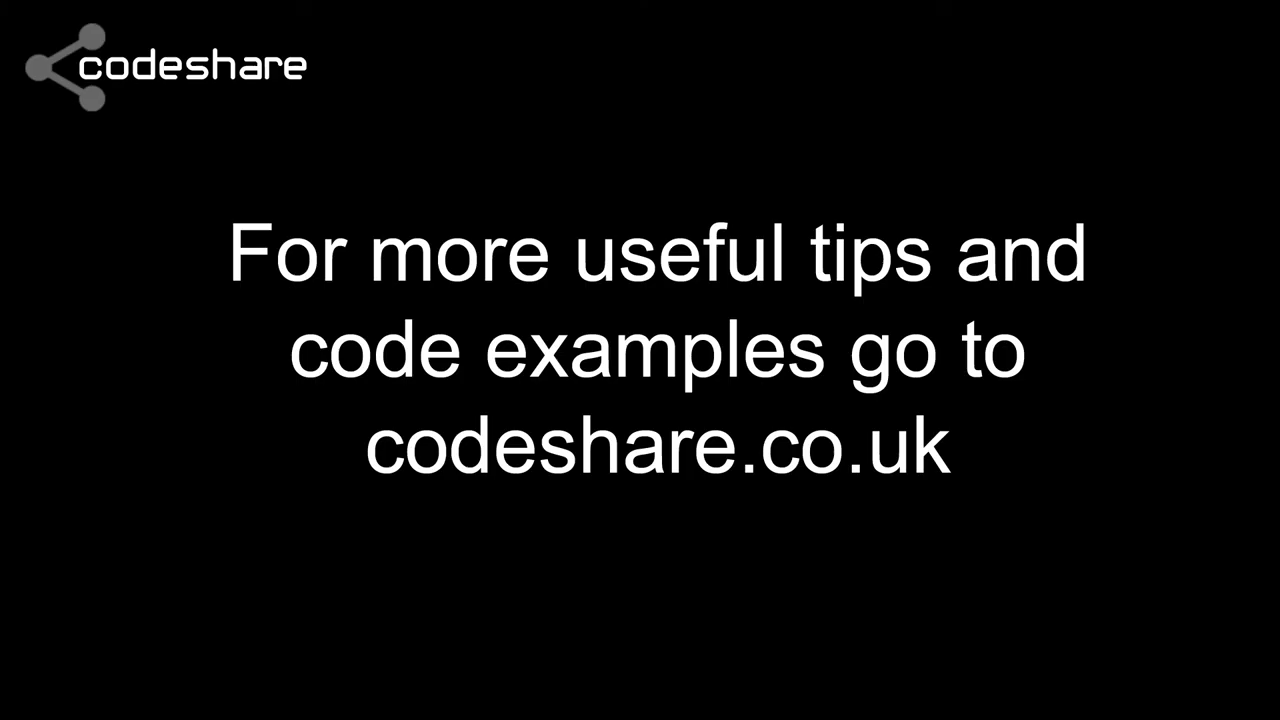 codeshare
For more useful tips and
code examples go to
codeshare.co.uk